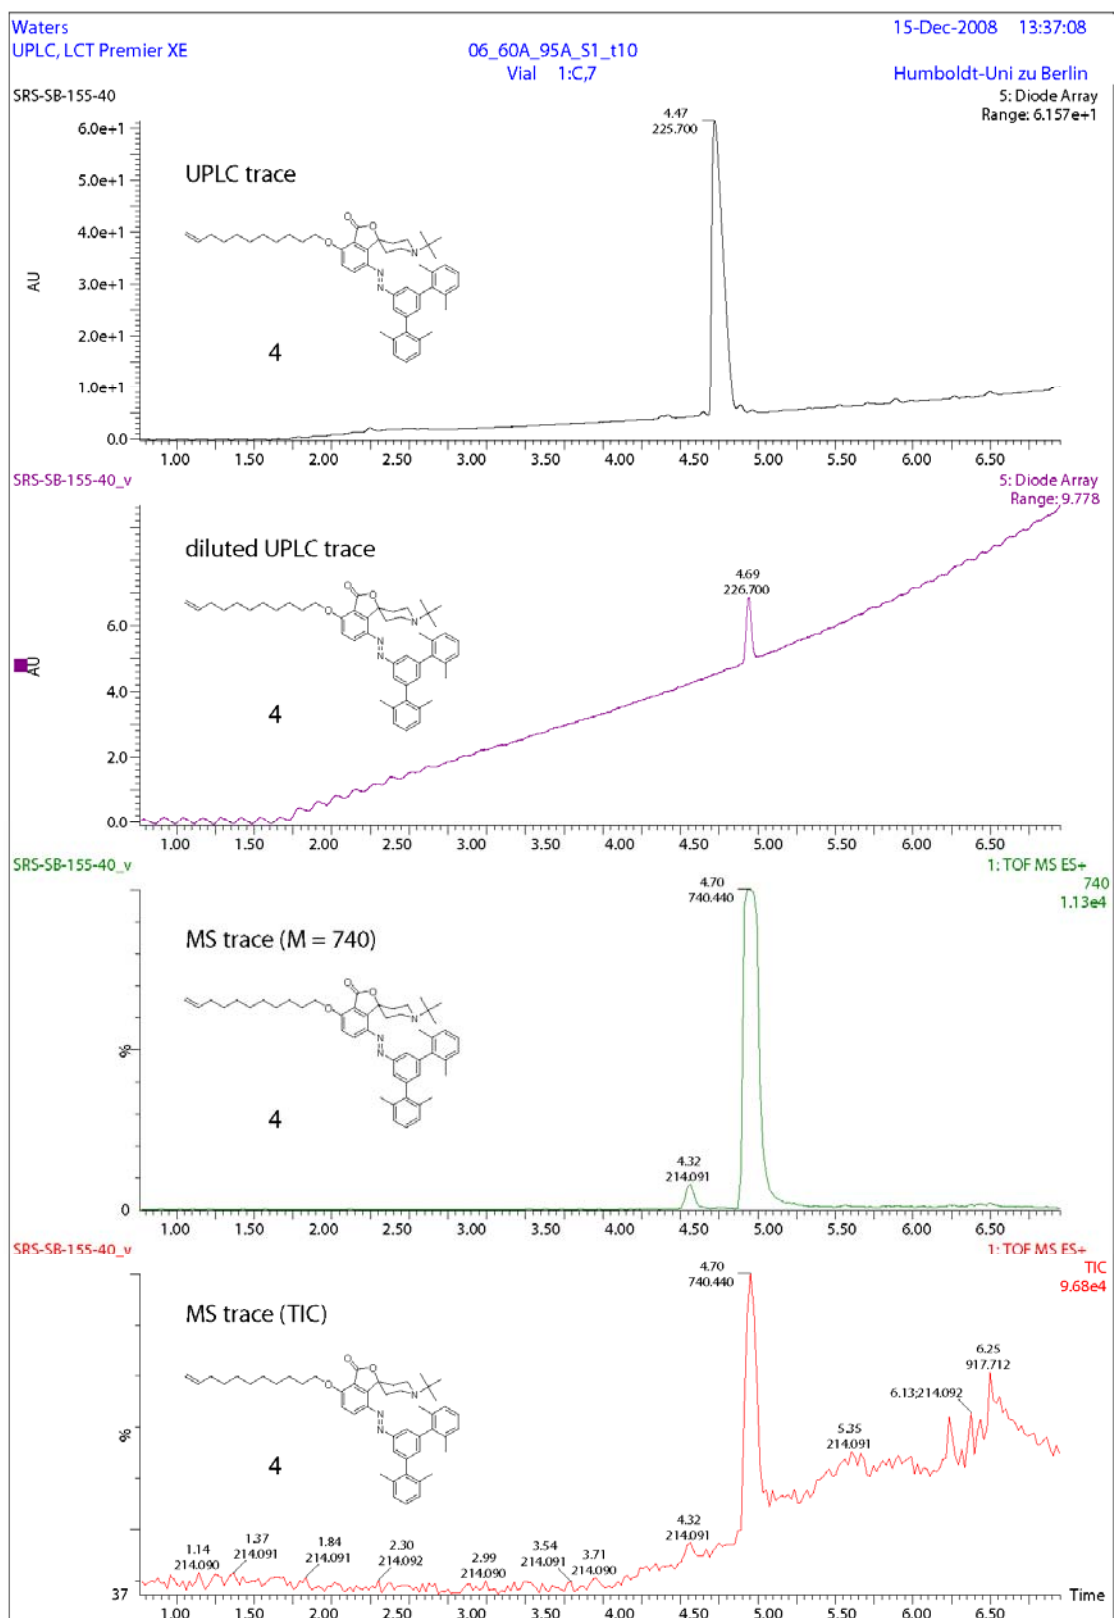 Waters
15-Dec-2008 13:37:08
UPLC, LCT Premier XE
06_60A_95A_S1_t10
Vial 1:C,7
Humboldt-Uni zu Berlin
SRS-SB-155-40
5: Diode Array
Range: 6.157e+1
4.47
225.700
UPLC trace
6.0e+1
5.0e+1
4.0e+1
3.0e+1
2.0e+1
1.0e+1
0.0
AU
O
O
O
N
N
N
4
1.00 1.50 2.00 2.50 3.00 3.50 4.00 4.50 5.00 5.50 6.00 6.50
SRS-SB-155-40_v
5: Diode Array
Range: 9.778
4.69
226.700
diluted UPLC trace
6.0
4.0
2.0
0.0
AU
O
O
O
N
N
N
4
1.00 1.50 2.00 2.50 3.00 3.50 4.00 4.50 5.00 5.50 6.00 6.50
SRS-SB-155-40_v
1: TOF MS ES+
740
1.13e4
4.70
740.440
MS trace (M = 740)
O
O
O
N
N
N
%
4
4.32
214.091
0
1.00 1.50 2.00 2.50 3.00 3.50 4.00 4.50 5.00 5.50 6.00 6.50
SRS-SB-155-40_v
1: TOF MS ES+
TIC
9.68e4
4.70
740.440
MS trace (TIC)
O
O
O
N
N
N
%
4
6.25
917.712
6.13;214.092
5.35
214.091
4.32
214.091
1.14
214.090
1.37
214.091
1.84
214.091
2.30
214.092
2.99
214.090
3.54
214.091
3.71
214.090
37
Time
1.00 1.50 2.00 2.50 3.00 3.50 4.00 4.50 5.00 5.50 6.00 6.50